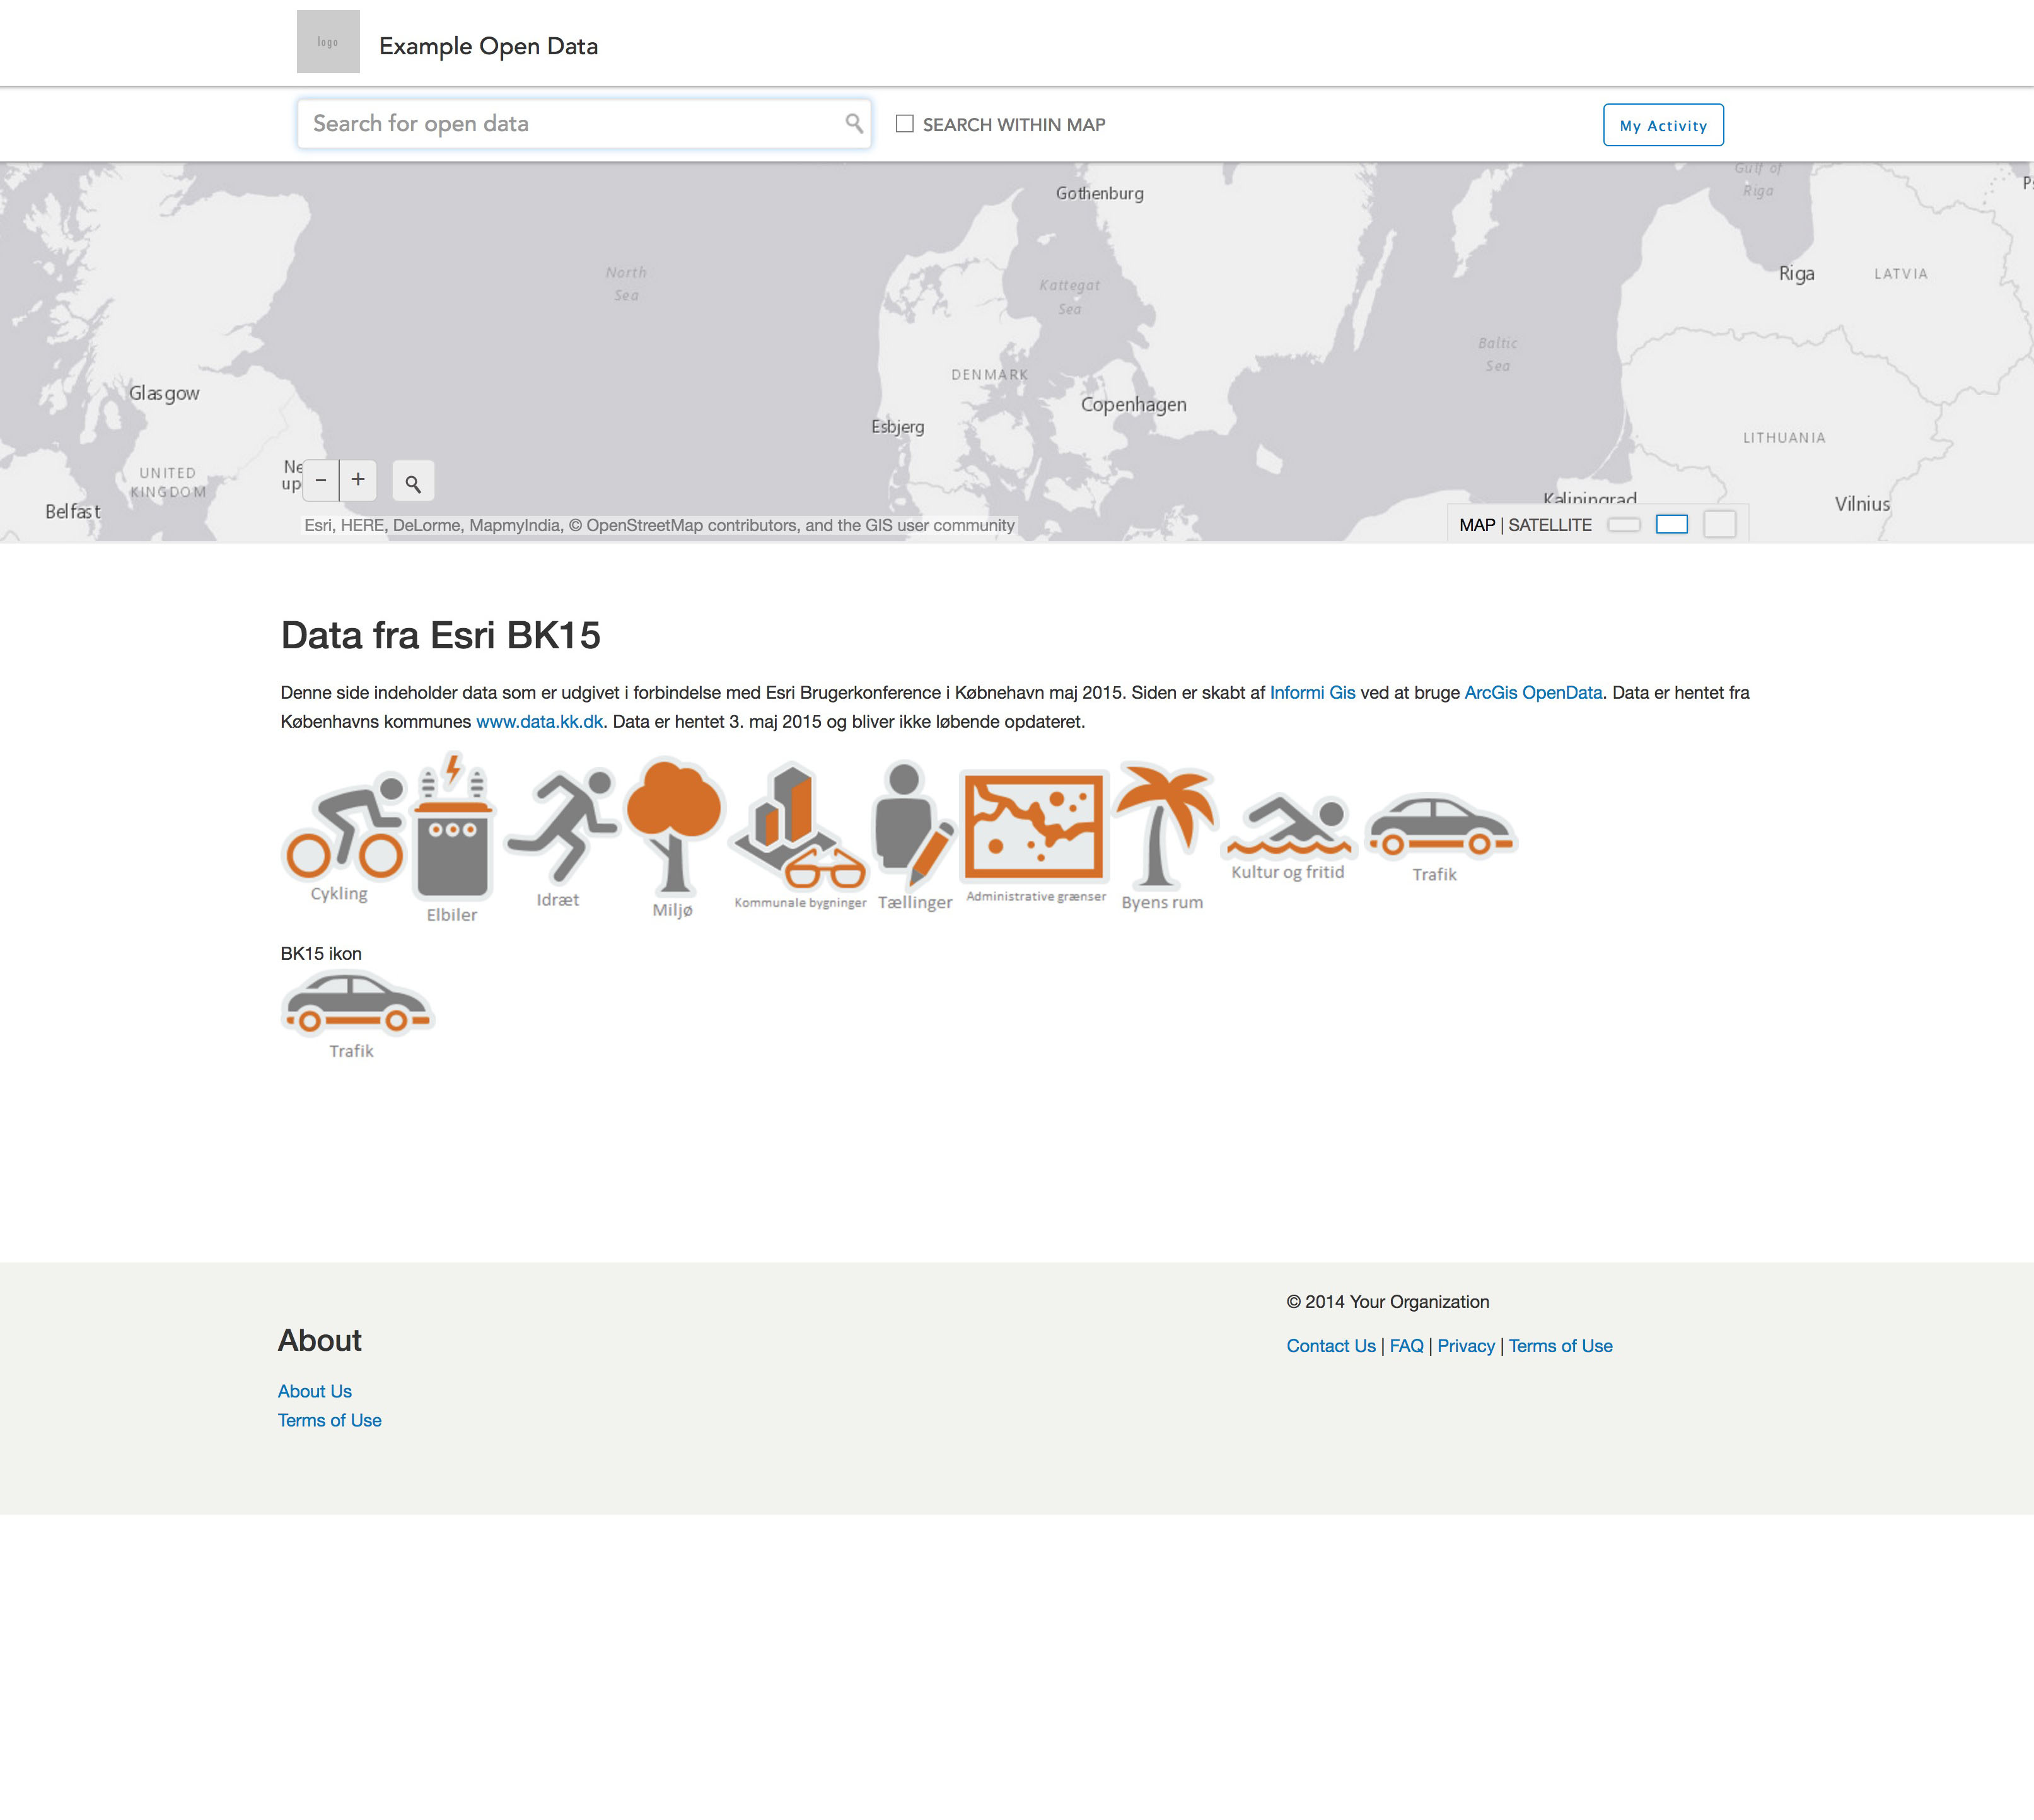 logo
Example Open Data
Search for open data
SEARCH WITHIN MAP
My Activity
Gothenburg
Gulf of
Riga
North
Sea
Kattegat
Sea
Riga
LATVIA
Baltic
Sea
DENMARK
Glasgow
Copenhagen
Esbjerg
LITHUANIA
UNITED
KINGDOM
Ne
up
− +
Belfast
Kaliningrad
Vilnius
Esri, HERE, DeLorme, MapmyIndia, © OpenStreetMap contributors, and the GIS user community
MAP | SATELLITE
Data fra Esri BK15
Denne side indeholder data som er udgivet i forbindelse med Esri Brugerkonference i Købnehavn maj 2015. Siden er skabt af Informi Gis ved at bruge ArcGis OpenData. Data er hentet fra
Københavns kommunes www.data.kk.dk. Data er hentet 3. maj 2015 og bliver ikke løbende opdateret.
Cykling
Elbiler
Idræt
Miljø
Kommunale bygninger
Tællinger
Administrative grænser
Byens rum
Kultur og fritid
Trafik
BK15 ikon
Trafik
© 2014 Your Organization
About
Contact Us | FAQ | Privacy | Terms of Use
About Us
Terms of Use